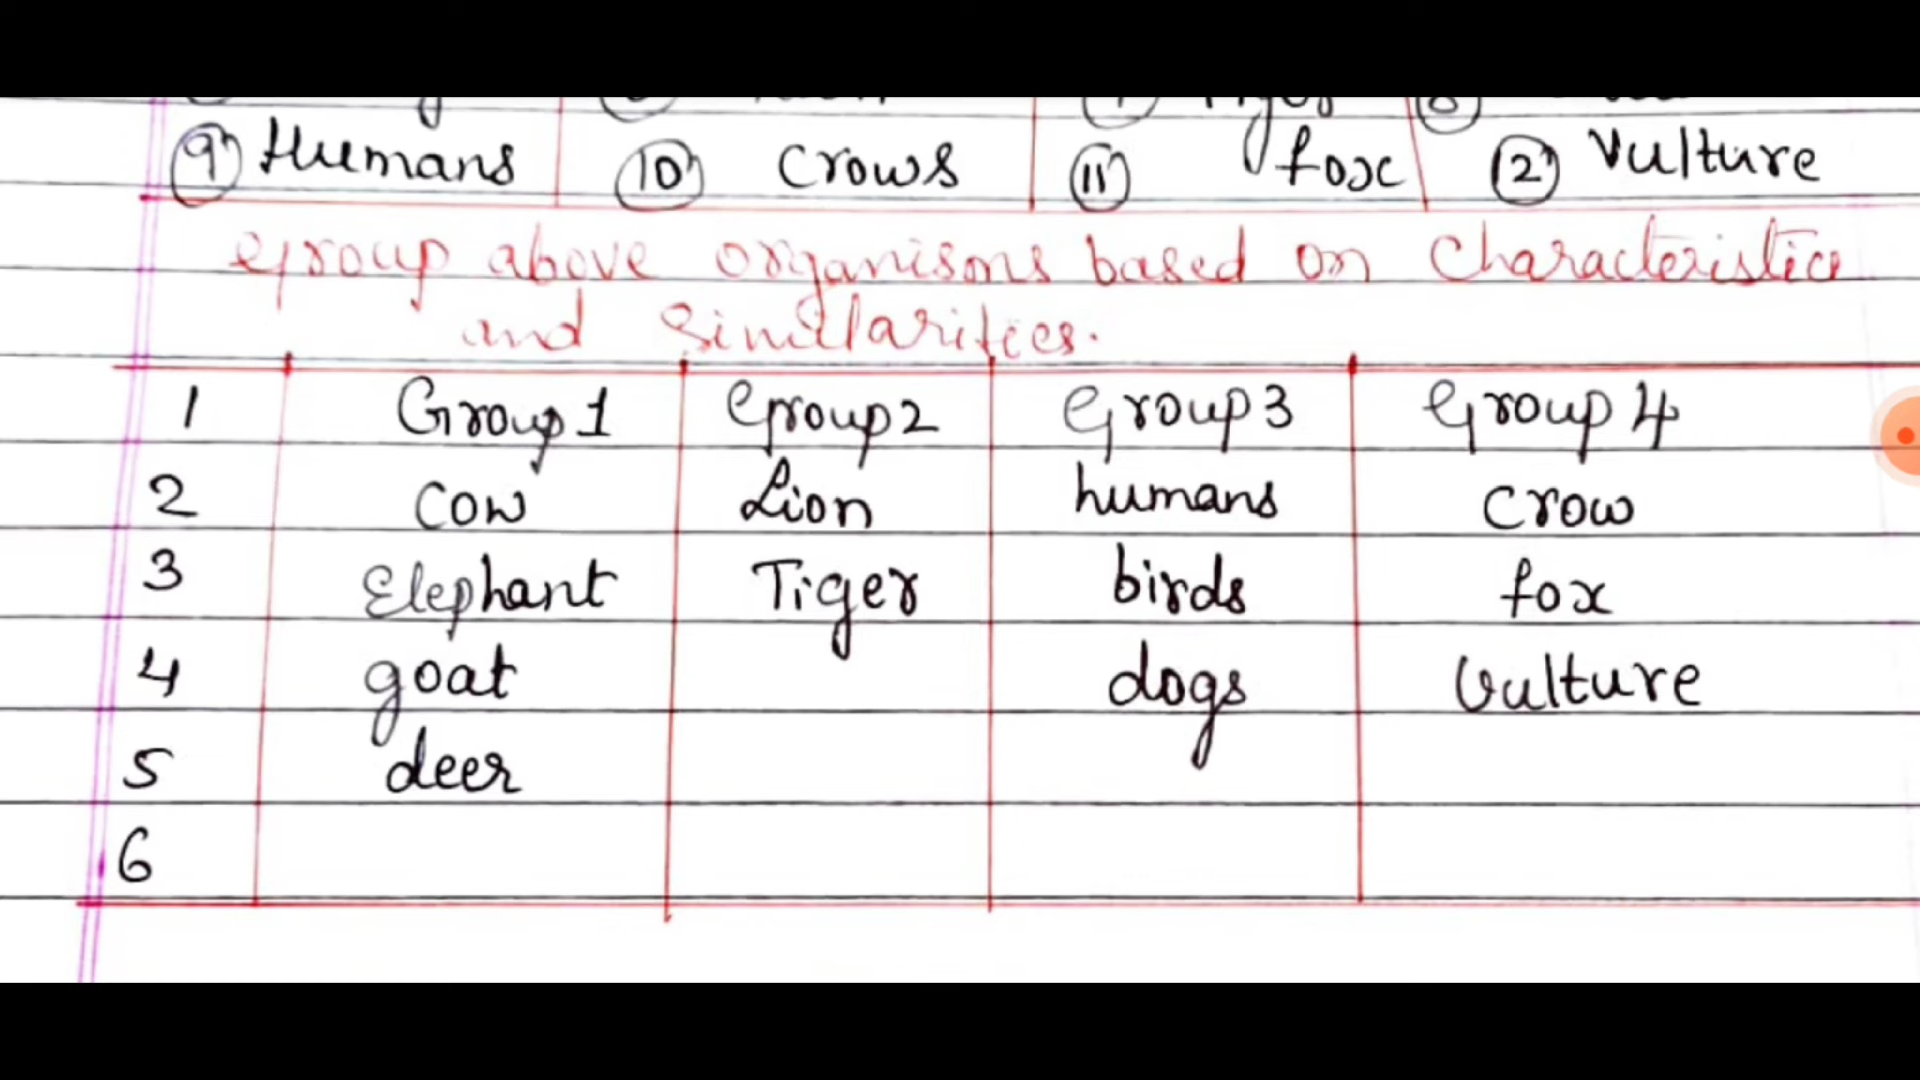 9 Humans 10 Crows 11 fox 12 Vulture
Group above organisms based on Characteristics
and Similarities.
1 Group 1 Group 2 Group 3 Group 4
2 Cow Lion humans Crow
3 Elephant Tiger birds fox
4 goat dogs Vulture
5 deer
6